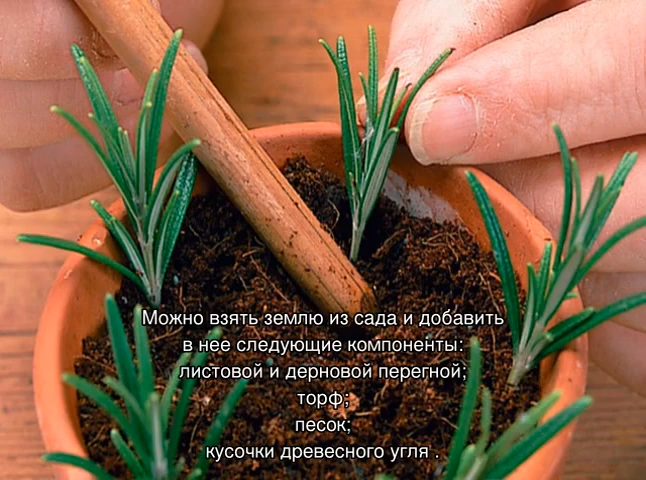 Можно взять землю из сада и добавить
в нее следующие компоненты:
листовой и дерновой перегной;
торф;
песок;
кусочки древесного угля .